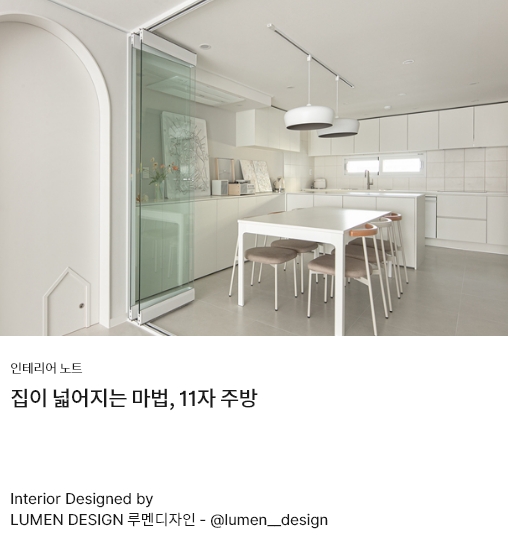 인테리어 노트
집이 넓어지는 마법, 11자 주방
Interior Designed by
LUMEN DESIGN 루멘디자인 - @lumen__design